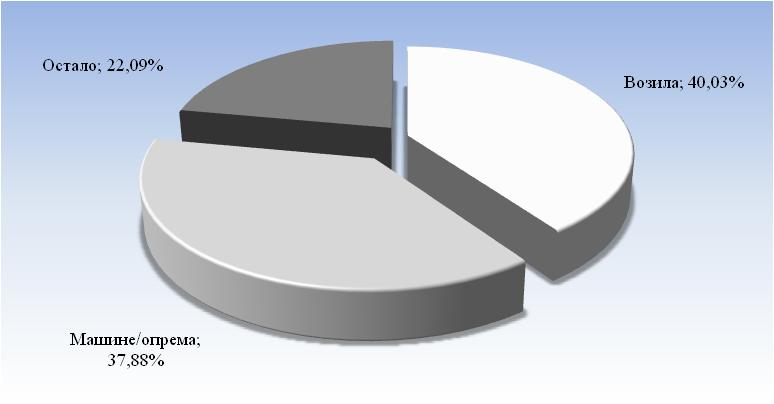 Остало; 22,09%
Возила; 40,03%
Машине/опрема;
37,88%